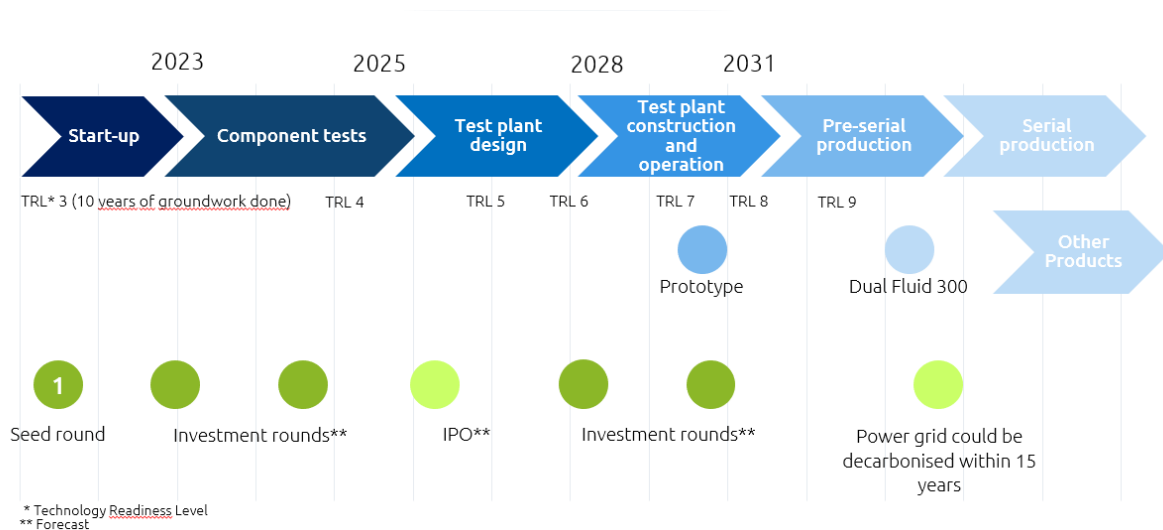 2023
2025
2028
2031
Start-up
Component tests
Test plant
design
Test plant
construction
and
operation
Pre-serial
production
Serial
production
TRL* 3 (10 years of groundwork done)
TRL 4
TRL 5
TRL 6
TRL 7
TRL 8
TRL 9
Other
Products
Prototype
Dual Fluid 300
1
Seed round
Investment rounds**
IPO**
Investment rounds**
Power grid could be
decarbonised within 15
years
* Technology Readiness Level
** Forecast